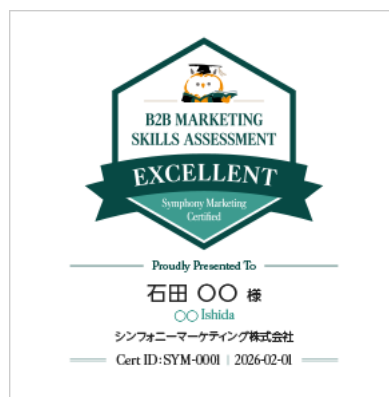 B2B MARKETING
SKILLS ASSESSMENT
EXCELLENT
Symphony Marketing
Certified
Proudly Presented To
石田 〇〇 様
〇〇 Ishida
シンフォニーマーケティング株式会社
Cert ID:SYM-0001 | 2026-02-01